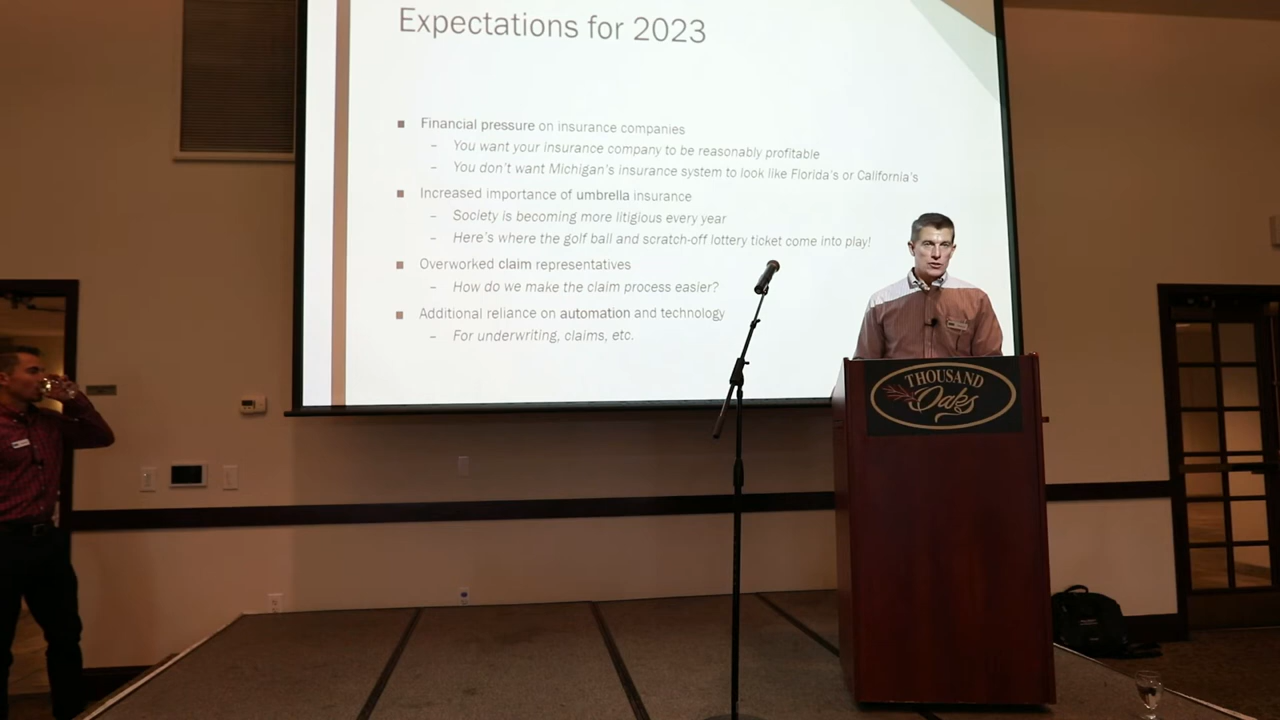 Expectations for 2023
■ Financial pressure on insurance companies
– You want your insurance company to be reasonably profitable
– You don't want Michigan's insurance system to look like Florida's or California's
■ Increased importance of umbrella insurance
– Society is becoming more litigious every year
– Here's where the golf ball and scratch-off lottery ticket come into play!
■ Overworked claim representatives
– How do we make the claim process easier?
■ Additional reliance on automation and technology
– For underwriting, claims, etc.
THOUSAND
Oaks